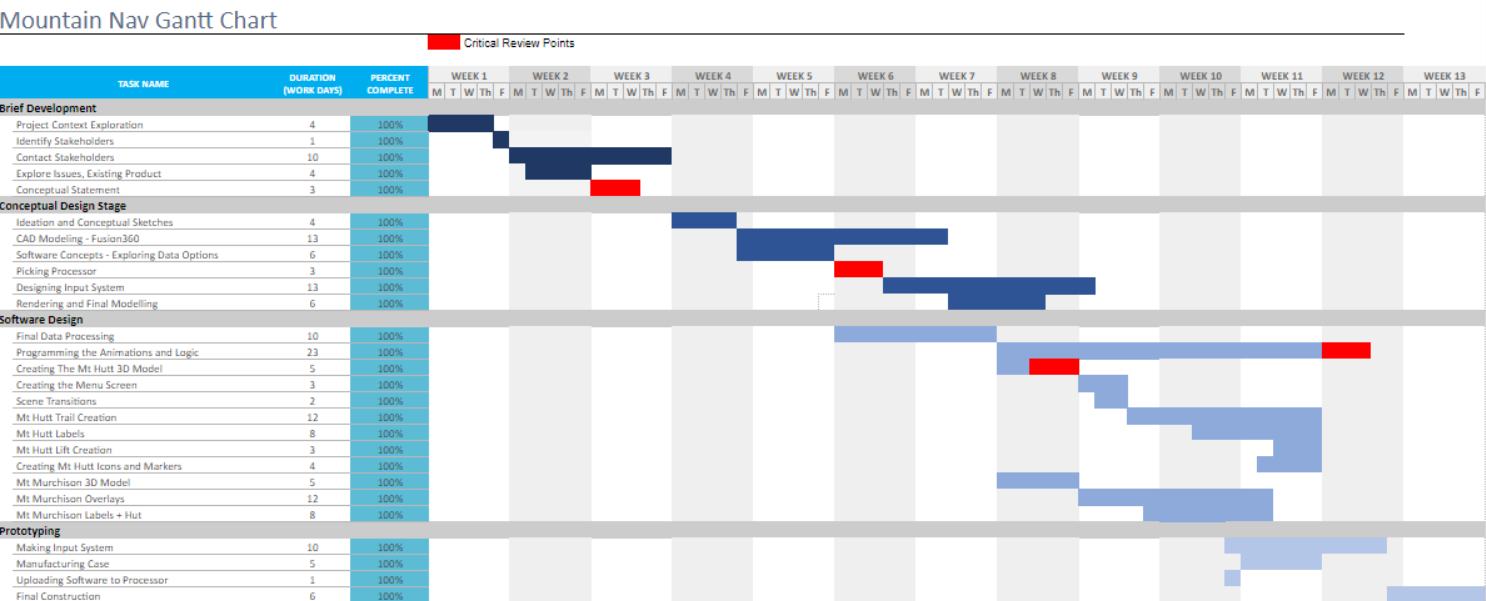 Mountain Nav Gantt Chart
Critical Review Points
TASK NAME DURATION (WORK DAYS) PERCENT COMPLETE WEEK 1 WEEK 2 WEEK 3 WEEK 4 WEEK 5 WEEK 6 WEEK 7 WEEK 8 WEEK 9 WEEK 10 WEEK 11 WEEK 12 WEEK 13
M T W Th F M T W Th F M T W Th F M T W Th F M T W Th F M T W Th F M T W Th F M T W Th F M T W Th F M T W Th F M T W Th F M T W Th F M T W Th F
Brief Development
Project Context Exploration 4 100%
Identify Stakeholders 1 100%
Contact Stakeholders 10 100%
Explore Issues, Existing Product 4 100%
Conceptual Statement 3 100%
Conceptual Design Stage
Ideation and Conceptual Sketches 4 100%
CAD Modeling - Fusion360 13 100%
Software Concepts - Exploring Data Options 6 100%
Picking Processor 3 100%
Designing Input System 13 100%
Rendering and Final Modelling 6 100%
Software Design
Final Data Processing 10 100%
Programming the Animations and Logic 23 100%
Creating The Mt Hutt 3D Model 5 100%
Creating the Menu Screen 3 100%
Scene Transitions 2 100%
Mt Hutt Trail Creation 12 100%
Mt Hutt Labels 8 100%
Mt Hutt Lift Creation 3 100%
Creating Mt Hutt Icons and Markers 4 100%
Mt Murchison 3D Model 5 100%
Mt Murchison Overlays 12 100%
Mt Murchison Labels + Hut 8 100%
Prototyping
Making Input System 10 100%
Manufacturing Case 5 100%
Uploading Software to Processor 1 100%
Final Construction 6 100%